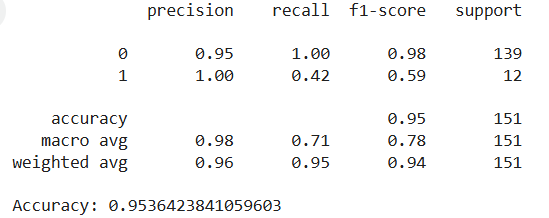 precision recall f1-score support
0 0.95 1.00 0.98 139
1 1.00 0.42 0.59 12
accuracy 0.95 151
macro avg 0.98 0.71 0.78 151
weighted avg 0.96 0.95 0.94 151
Accuracy: 0.9536423841059603